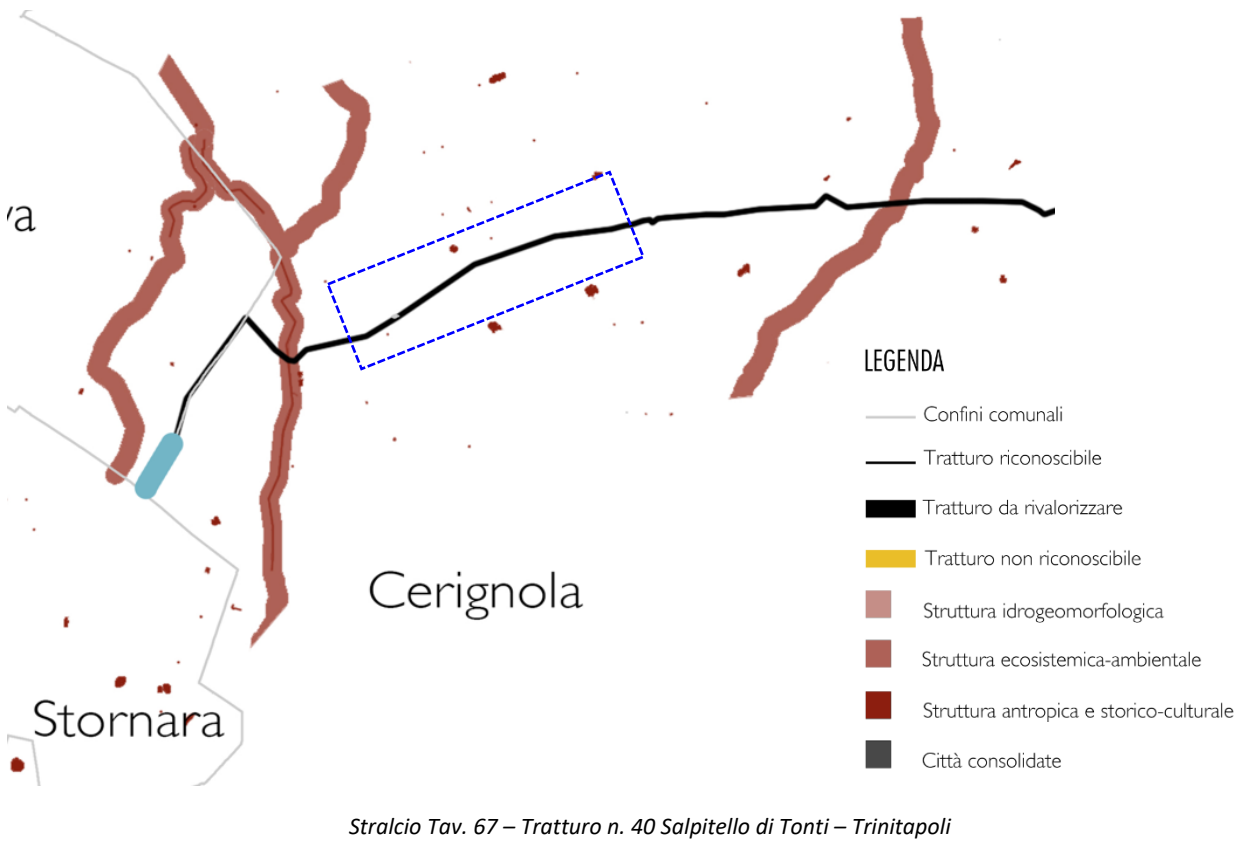 va
Cerignola
Stornara
LEGENDA
Confini comunali
Tratturo riconoscibile
Tratturo da rivalorizzare
Tratturo non riconoscibile
Struttura idrogeomorfologica
Struttura ecosistemica-ambientale
Struttura antropica e storico-culturale
Città consolidate
Stralcio Tav. 67 – Tratturo n. 40 Salpitello di Tonti – Trinitapoli